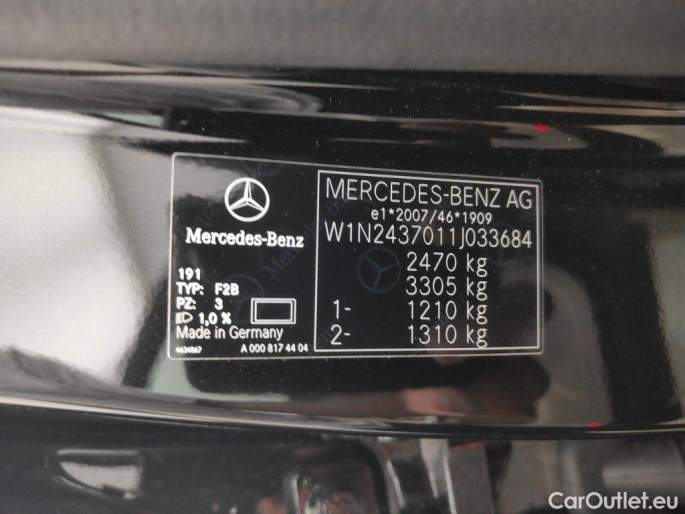 Mercedes-Benz
191
TYP: F2B
PZ: 3
1,0 %
Made in Germany
4634867
A 000 817 44 04
MERCEDES-BENZ AG
e1*2007/46*1909
W1N2437011J033684
2470 kg
3305 kg
1- 1210 kg
2- 1310 kg
CarOutlet.eu